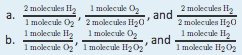 a. 2 molecules H₂ / 1 molecule O₂, 1 molecule O₂ / 2 molecules H₂O, and 2 molecules H₂ / 2 molecules H₂O
b. 1 molecule H₂ / 1 molecule O₂, 1 molecule O₂ / 1 molecule H₂O₂, and 1 molecule H₂ / 1 molecule H₂O₂